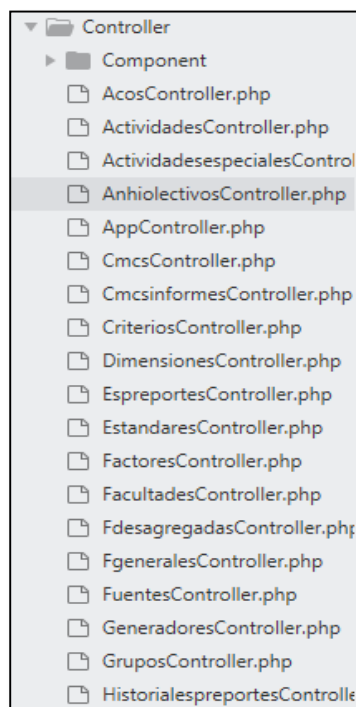 Controller
Component
AcosController.php
ActividadesController.php
ActividadesespecialesControl
AnhiolectivosController.php
AppController.php
CmcsController.php
CmcsinformesController.php
CriteriosController.php
DimensionesController.php
EspreportesController.php
EstandaresController.php
FactoresController.php
FacultadesController.php
FdesagregadasController.php
FgeneralesController.php
FuentesController.php
GeneradoresController.php
GruposController.php
HistorialespreportesControlle